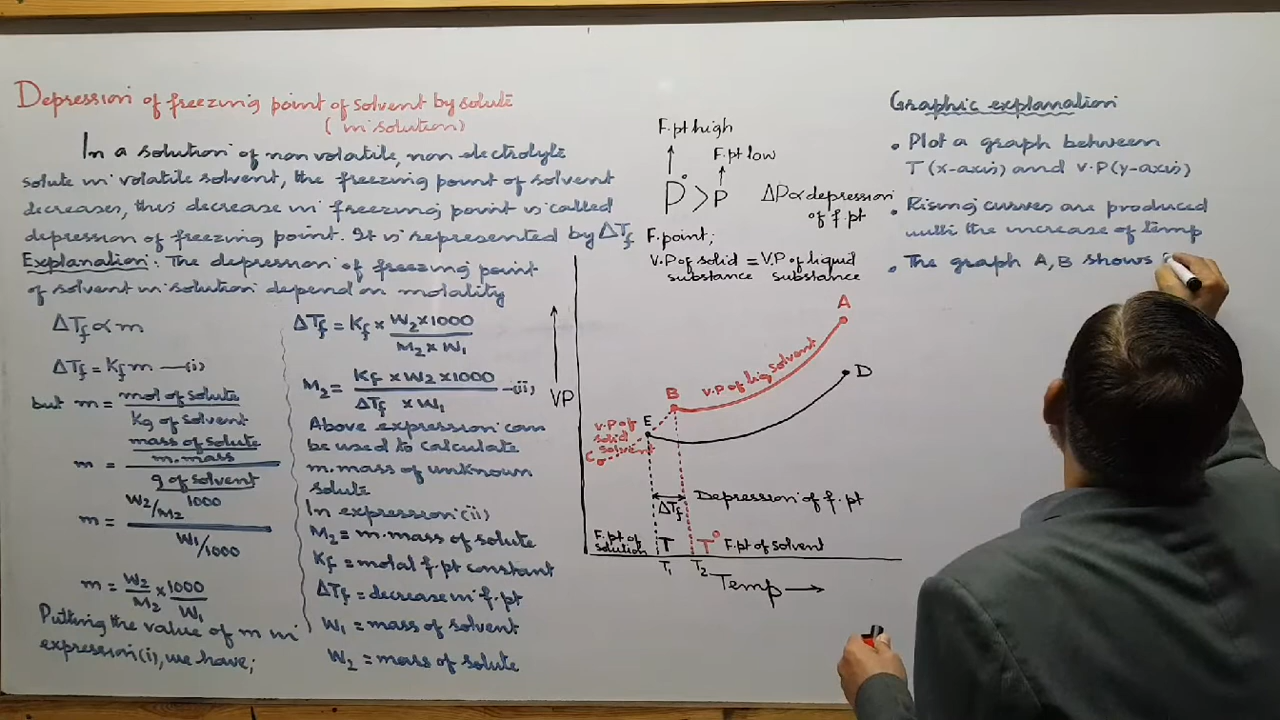 Depression of freezing point of solvent by solute
(in solution)
In a solution of non volatile, non electrolyte
solute in volatile solvent, the freezing point of solvent
decreases, this decrease in freezing point is called
depression of freezing point. It is represented by ΔTf
Explanation: The depression of freezing point
of solvent in solution depend on molality
ΔTf ∝ m
ΔTf = Kf m —(i)
but m = mol of solute
Kg of solvent
m = mass of solute
m.mass
g of solvent
1000
m = W2/M2
W1/1000
m = W2/M2 × 1000/W1
Putting the value of m in
expression(i), we have;
ΔTf = Kf × W2 × 1000
M2 × W1
M2 = Kf × W2 × 1000 —(ii)
ΔTf × W1
Above expression can
be used to calculate
m.mass of unknown
solute
In expression(ii)
M2 = m.mass of solute
Kf = molal f.pt constant
ΔTf = decrease in f.pt
W1 = mass of solvent
W2 = mass of solute
F.pt high
F.pt low
P° > P
ΔP ∝ depression
of f.pt
F.point;
V.P of solid = V.P of liquid
substance substance
VP
A
V.P of liq solvent
B
D
E
V.P of
solid
solvent
C
Depression of f.pt
ΔTf
F.pt of
solution
T
T° F.pt of solvent
T1 T2
Temp
Graphic explanation
• Plot a graph between
T (x-axis) and V.P (y-axis)
• Rising curves are produced
with the increase of temp
• The graph A, B shows